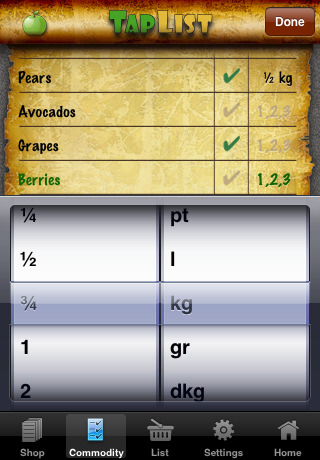 TapList
Done
Pears ✔ ½ kg
Avocados ✔ 1,2,3
Grapes ✔ 1,2,3
Berries ✔ 1,2,3
¼ pt
½ l
¾ kg
1 gr
2 dkg
Shop Commodity List Settings Home